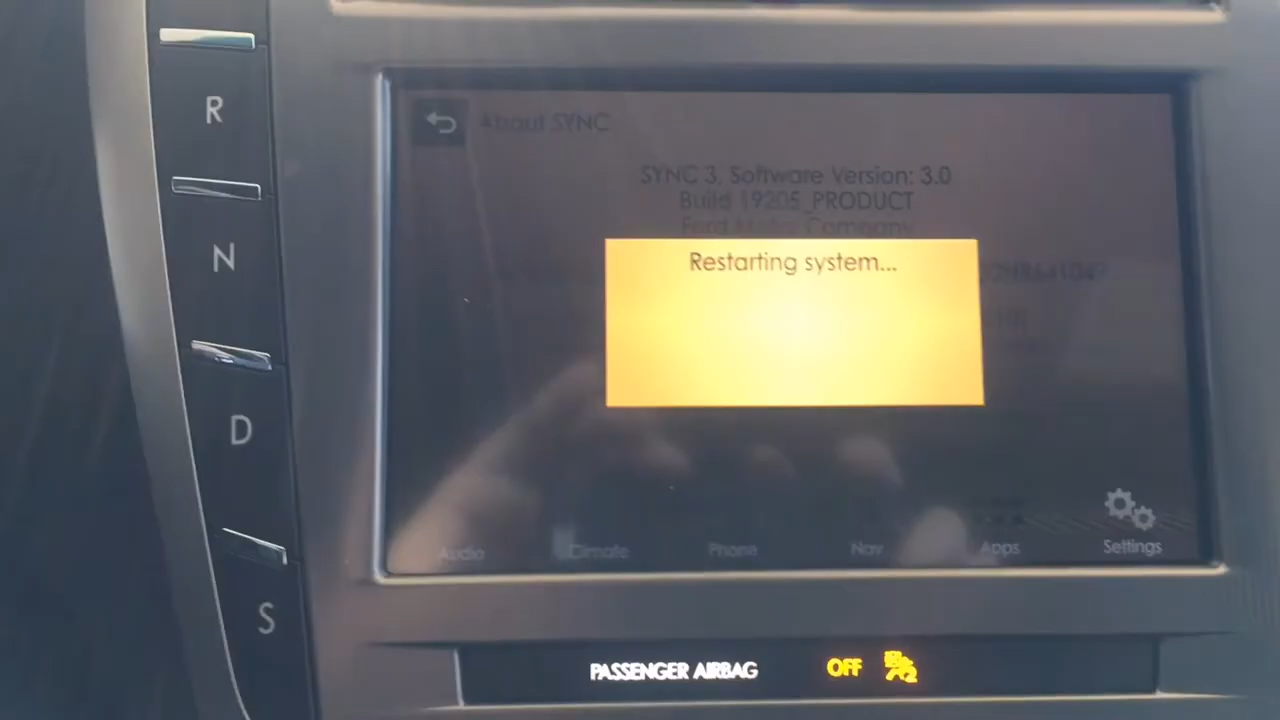 R
N
D
S
About SYNC
SYNC 3, Software Version: 3.0
Build 19205_PRODUCT
Ford Motor Company
Restarting system...
Audio
Climate
Phone
Nav
Apps
Settings
PASSENGER AIRBAG OFF